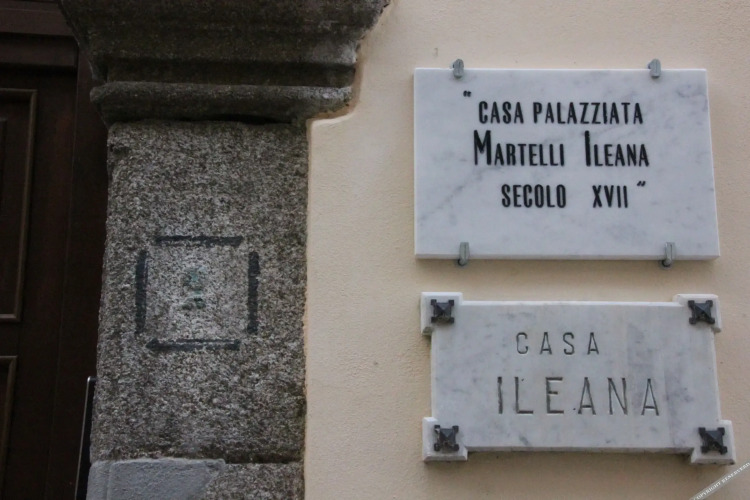 "CASA PALAZZIATA
MARTELLI ILEANA
SECOLO XVII"
CASA
ILEANA